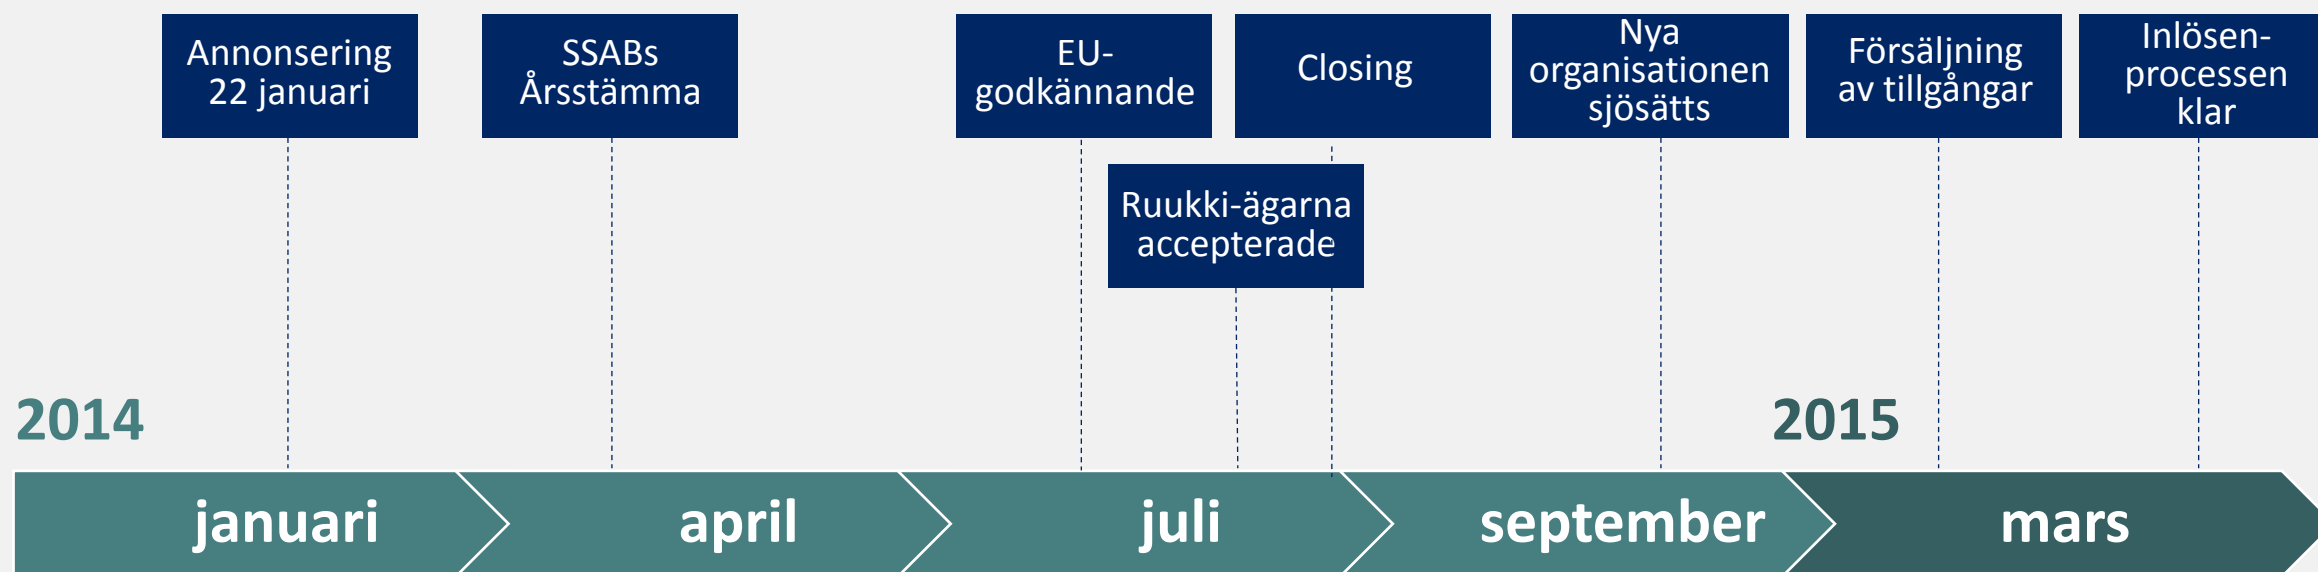 Annonsering
22 januari
SSABs
Årsstämma
EU-
godkännande
Closing
Nya
organisationen
sjösätts
Försäljning
av tillgångar
Inlösen-
processen
klar
Ruukki-ägarna
accepterade
2014
2015
januari
april
juli
september
mars